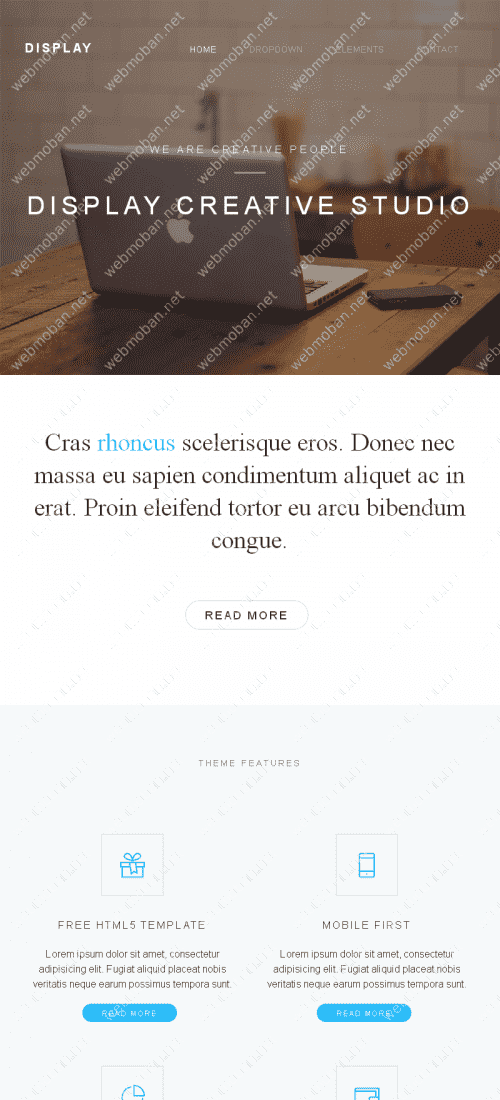 DISPLAY
HOME DROPDOWN ELEMENTS CONTACT
WE ARE CREATIVE PEOPLE
DISPLAY CREATIVE STUDIO
Cras rhoncus scelerisque eros. Donec nec
massa eu sapien condimentum aliquet ac in
erat. Proin eleifend tortor eu arcu bibendum
congue.
READ MORE
THEME FEATURES
FREE HTML5 TEMPLATE
Lorem ipsum dolor sit amet, consectetur
adipisicing elit. Fugiat aliquid placeat nobis
veritatis neque earum possimus tempora sunt.
READ MORE
MOBILE FIRST
Lorem ipsum dolor sit amet, consectetur
adipisicing elit. Fugiat aliquid placeat nobis
veritatis neque earum possimus tempora sunt.
READ MORE
webmoban.net